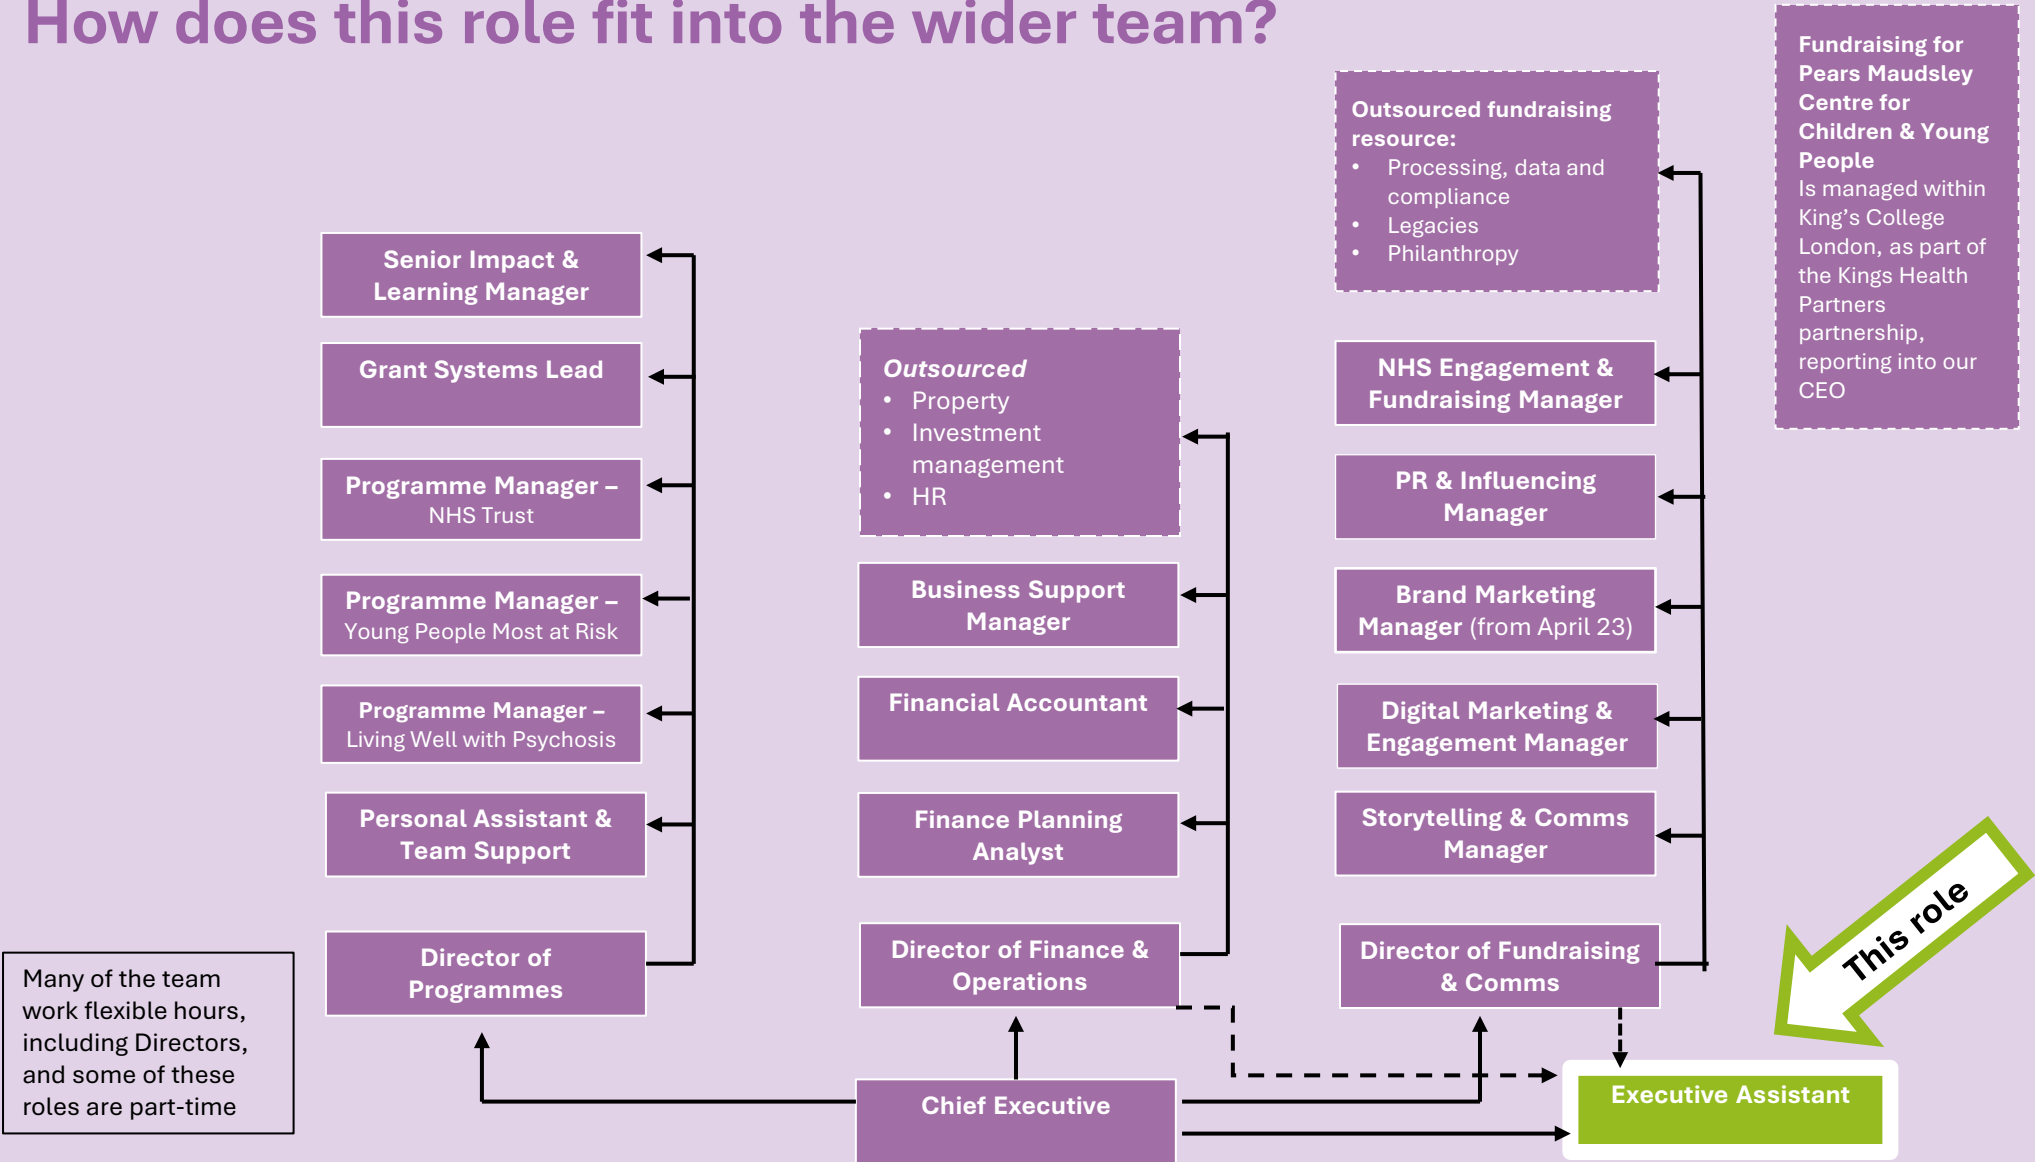 How does this role fit into the wider team?
Fundraising for
Pears Maudsley
Centre for
Children & Young
People
Is managed within
King’s College
London, as part of
the Kings Health
Partners
partnership,
reporting into our
CEO
Outsourced fundraising
resource:
• Processing, data and
compliance
• Legacies
• Philanthropy
Senior Impact &
Learning Manager
Grant Systems Lead
Programme Manager –
NHS Trust
Programme Manager –
Young People Most at Risk
Programme Manager –
Living Well with Psychosis
Personal Assistant &
Team Support
Director of
Programmes
Outsourced
• Property
• Investment
management
• HR
Business Support
Manager
Financial Accountant
Finance Planning
Analyst
Director of Finance &
Operations
NHS Engagement &
Fundraising Manager
PR & Influencing
Manager
Brand Marketing
Manager (from April 23)
Digital Marketing &
Engagement Manager
Storytelling & Comms
Manager
Director of Fundraising
& Comms
This role
Many of the team
work flexible hours,
including Directors,
and some of these
roles are part-time
Chief Executive
Executive Assistant